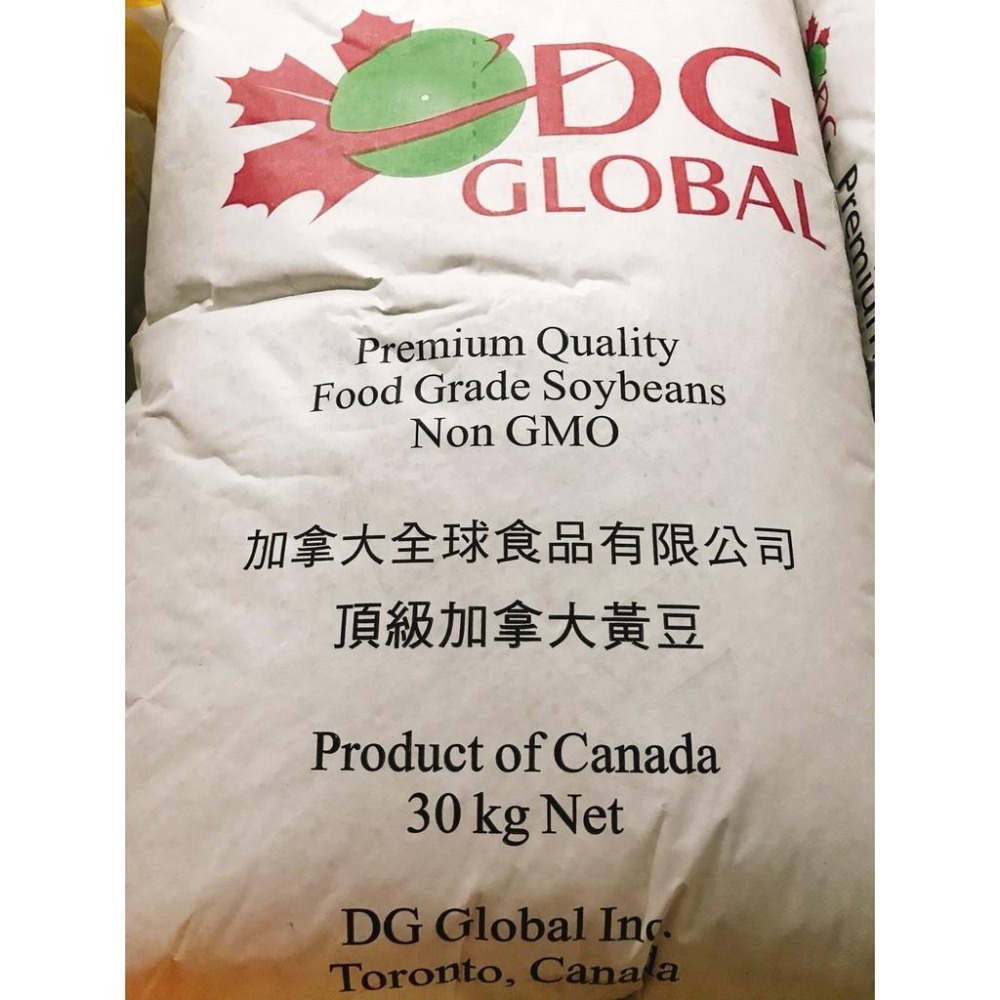 DG
GLOBAL
Premium Quality
Food Grade Soybeans
Non GMO
加拿大全球食品有限公司
頂級加拿大黃豆
Product of Canada
30 kg Net
DG Global Inc.
Toronto, Canada
DG
Premium